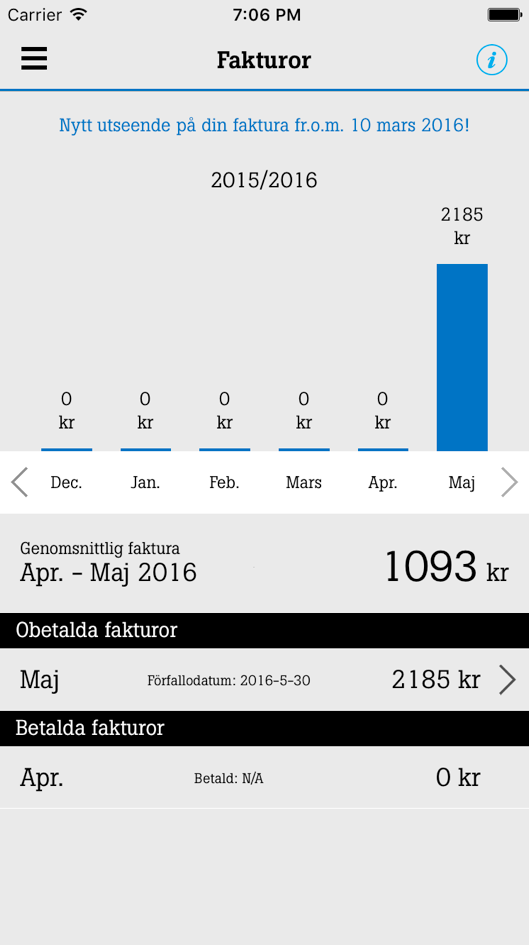 Carrier 7:06 PM
Fakturor i
Nytt utseende på din faktura fr.o.m. 10 mars 2016!
2015/2016
2185
kr
0 0 0 0 0
kr kr kr kr kr
Dec. Jan. Feb. Mars Apr. Maj
Genomsnittlig faktura
Apr. – Maj 2016 1093 kr
Obetalda fakturor
Maj Förfallodatum: 2016-5-30 2185 kr
Betalda fakturor
Apr. Betald: N/A 0 kr